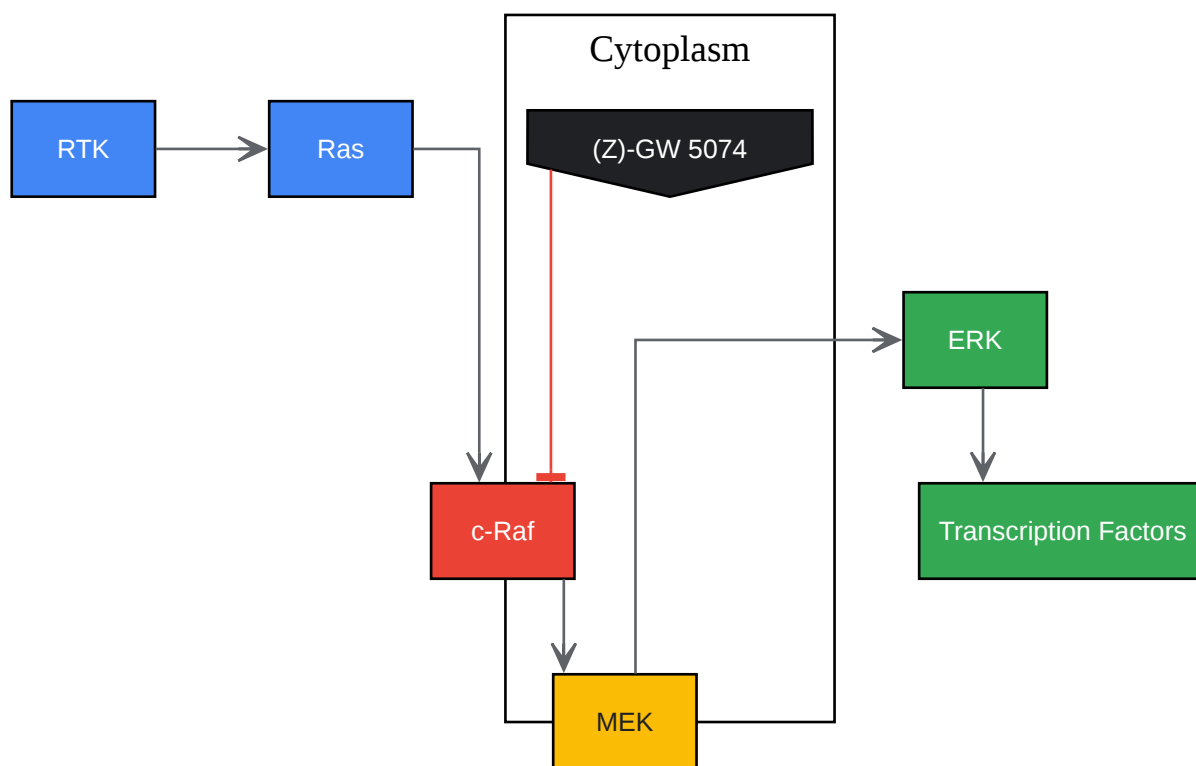 Cytoplasm
RTK
Ras
(Z)-GW 5074
ERK
c-Raf
Transcription Factors
MEK